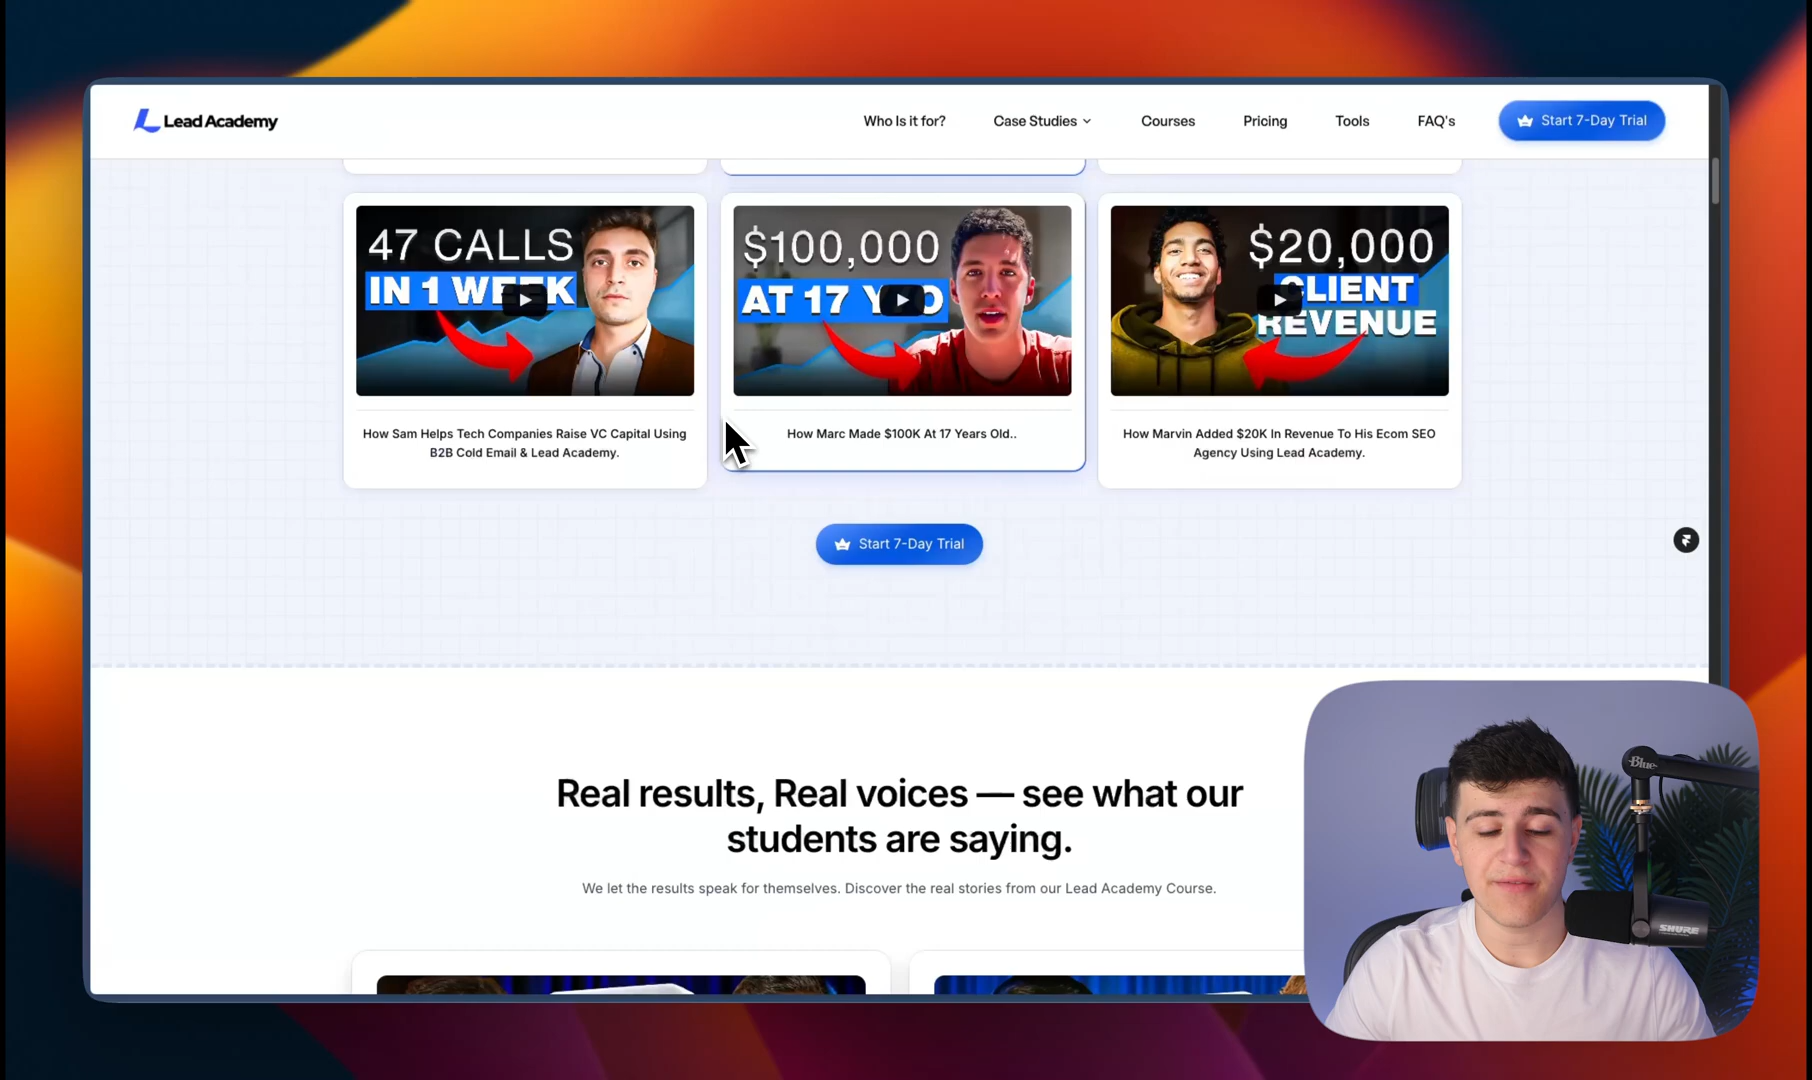 Lead Academy
Who Is it for?
Case Studies
Courses
Pricing
Tools
FAQ's
Start 7-Day Trial
47 CALLS
IN 1 WEEK
How Sam Helps Tech Companies Raise VC Capital Using
B2B Cold Email & Lead Academy.
$100,000
AT 17 Y
How Marc Made $100K At 17 Years Old..
$20,000
CLIENT
REVENUE
How Marvin Added $20K In Revenue To His Ecom SEO
Agency Using Lead Academy.
Start 7-Day Trial
Real results, Real voices — see what our
students are saying.
We let the results speak for themselves. Discover the real stories from our Lead Academy Course.
Blue
SHURE